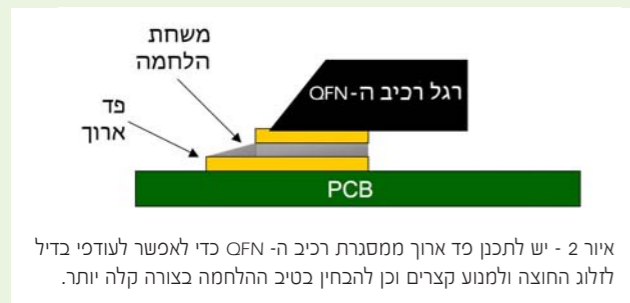 משחת
הלחמה
פד
ארוך
רגל רכיב ה- QFN
PCB
איור 2 - יש לתכנן פד ארוך ממסגרת רכיב ה- QFN כדי לאפשר לעודפי בדיל
לזלוג החוצה ולמנוע קצרים וכן להבחין בטיב ההלחמה בצורה קלה יותר.